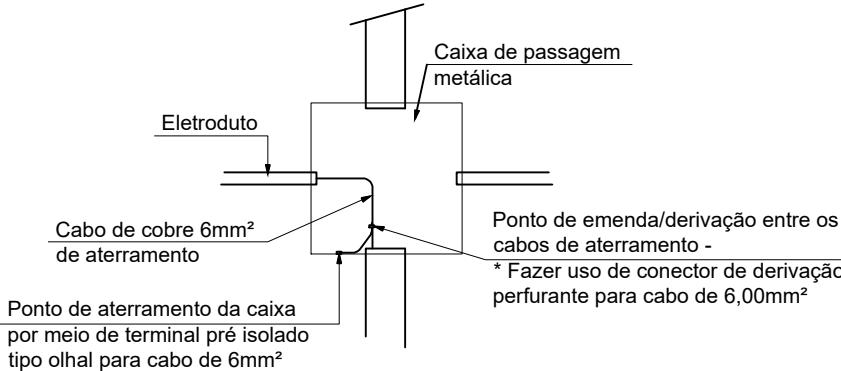 Caixa de passagem
metálica
Eletroduto
Cabo de cobre 6mm²
de aterramento
Ponto de emenda/derivação entre os
cabos de aterramento -
* Fazer uso de conector de derivação
perfurante para cabo de 6,00mm²
Ponto de aterramento da caixa
por meio de terminal pré isolado
tipo olhal para cabo de 6mm²